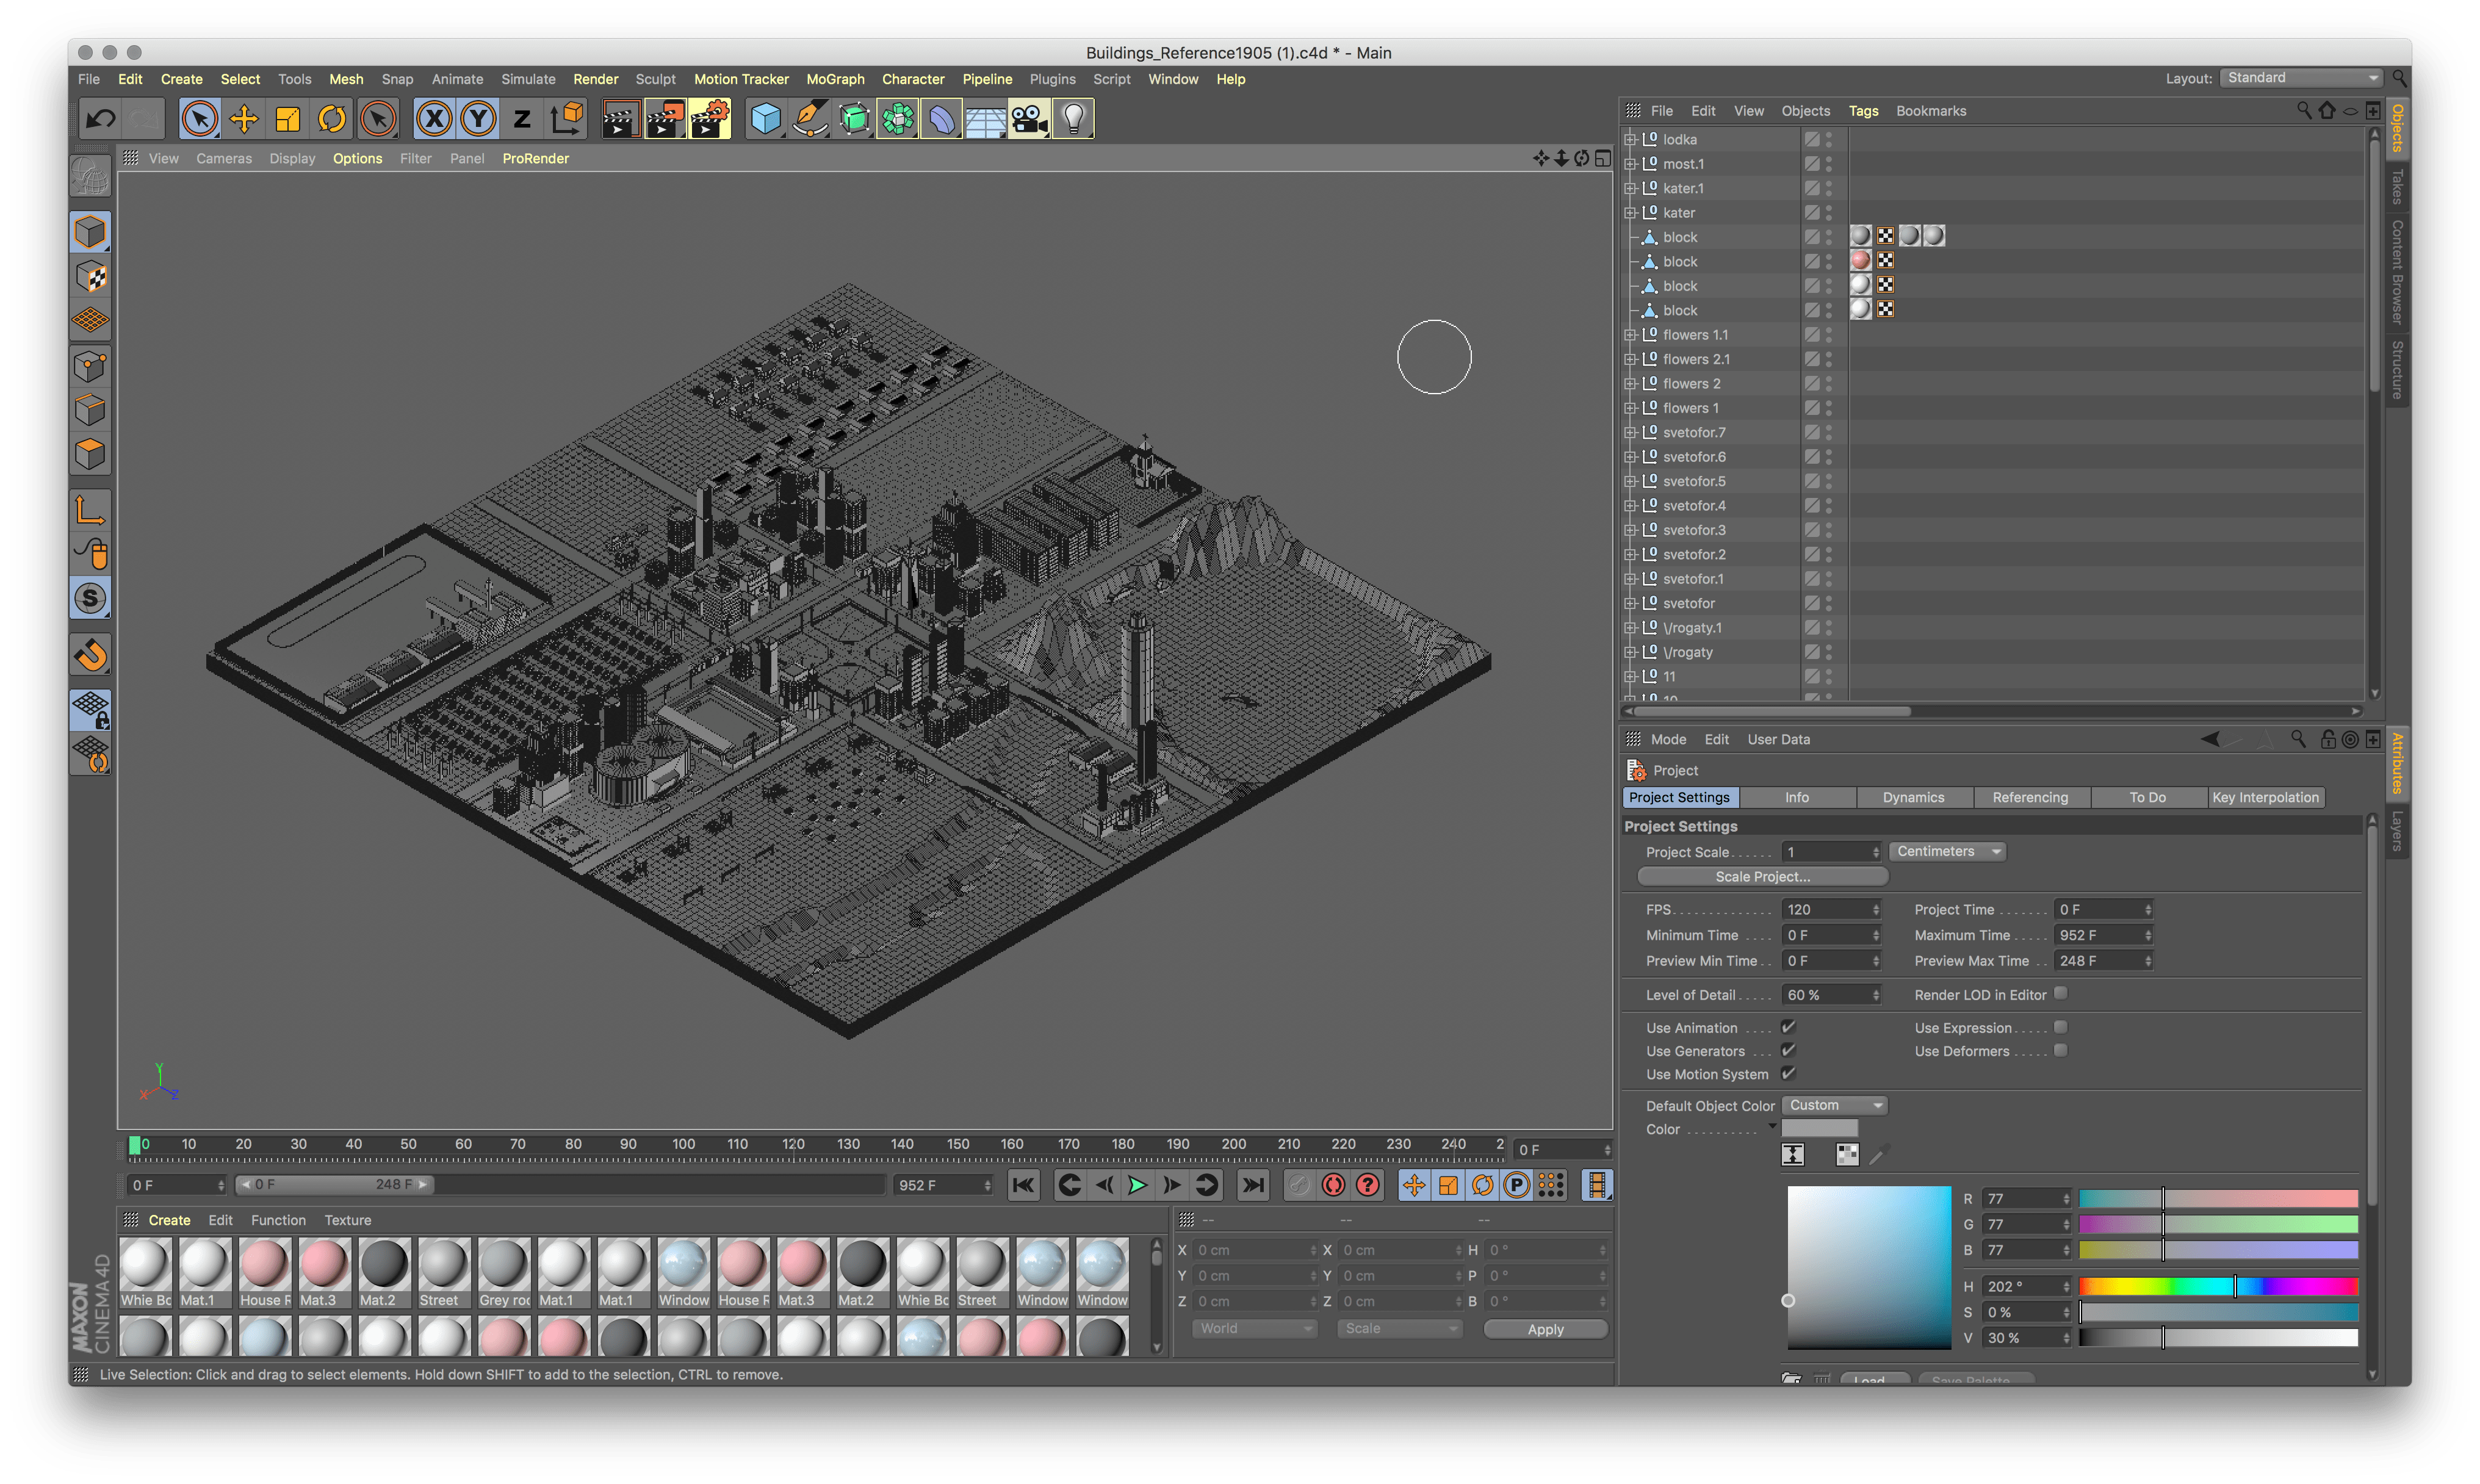 Buildings_Reference1905 (1).c4d * - Main
File Edit Create Select Tools Mesh Snap Animate Simulate Render Sculpt Motion Tracker MoGraph Character Pipeline Plugins Script Window Help
Layout: Standard
X Y Z
View Cameras Display Options Filter Panel ProRender
File Edit View Objects Tags Bookmarks
lodka
most.1
kater.1
kater
block
block
block
block
flowers 1.1
flowers 2.1
flowers 2
flowers 1
svetofor.7
svetofor.6
svetofor.5
svetofor.4
svetofor.3
svetofor.2
svetofor.1
svetofor
\/rogaty.1
\/rogaty
11
10
Objects
Takes
Content Browser
Structure
Mode Edit User Data
Project
Project Settings Info Dynamics Referencing To Do Key Interpolation
Project Settings
Project Scale 1 Centimeters
Scale Project...
FPS 120 Project Time 0 F
Minimum Time 0 F Maximum Time 952 F
Preview Min Time 0 F Preview Max Time 248 F
Level of Detail 60 % Render LOD in Editor
Use Animation Use Expression
Use Generators Use Deformers
Use Motion System
Default Object Color Custom
Color
R 77
G 77
B 77
H 202 °
S 0 %
V 30 %
Load Save Palette
Attributes
Layers
Y
X Z
0 10 20 30 40 50 60 70 80 90 100 110 120 130 140 150 160 170 180 190 200 210 220 230 240 2 0 F
0 F 0 F 248 F 952 F
Create Edit Function Texture
-- -- --
Whie Bc Mat.1 House R Mat.3 Mat.2 Street Grey roc Mat.1 Mat.1 Window House R Mat.3 Mat.2 Whie Bc Street Window Window
X 0 cm X 0 cm H 0 °
Y 0 cm Y 0 cm P 0 °
Z 0 cm Z 0 cm B 0 °
World Scale Apply
MAXON
CINEMA 4D
Live Selection: Click and drag to select elements. Hold down SHIFT to add to the selection, CTRL to remove.